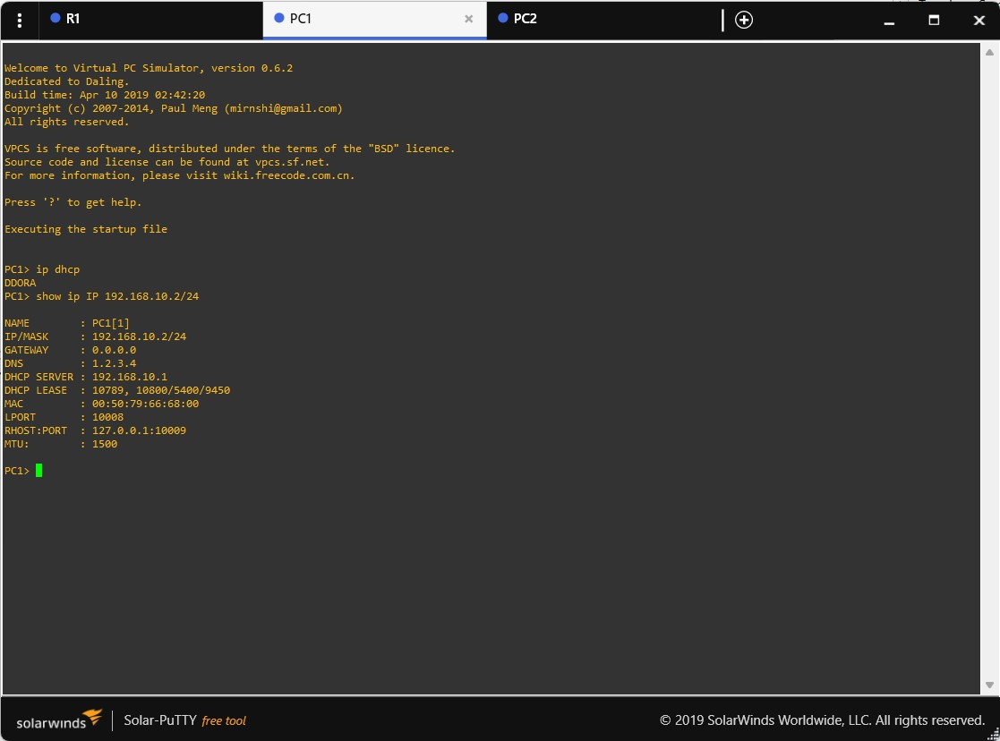 R1
PC1
PC2
Welcome to Virtual PC Simulator, version 0.6.2
Dedicated to Daling.
Build time: Apr 10 2019 02:42:20
Copyright (c) 2007-2014, Paul Meng (mirnshi@gmail.com)
All rights reserved.
VPCS is free software, distributed under the terms of the "BSD" licence.
Source code and license can be found at vpcs.sf.net.
For more information, please visit wiki.freecode.com.cn.
Press '?' to get help.
Executing the startup file
PC1> ip dhcp
DDORA
PC1> show ip IP 192.168.10.2/24
NAME : PC1[1]
IP/MASK : 192.168.10.2/24
GATEWAY : 0.0.0.0
DNS : 1.2.3.4
DHCP SERVER : 192.168.10.1
DHCP LEASE : 10789, 10800/5400/9450
MAC : 00:50:79:66:68:00
LPORT : 10008
RHOST:PORT : 127.0.0.1:10009
MTU: : 1500
PC1>
solarwinds Solar-PuTTY free tool © 2019 SolarWinds Worldwide, LLC. All rights reserved.